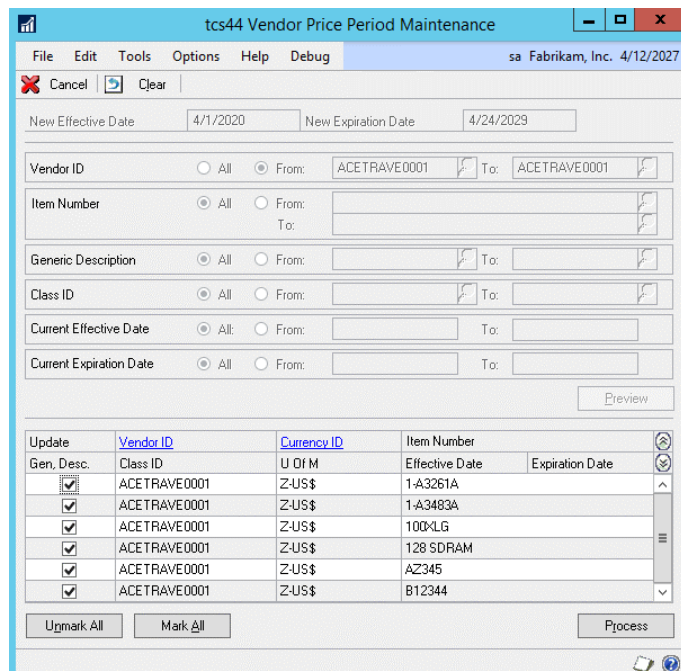 tcs44 Vendor Price Period Maintenance
File Edit Tools Options Help Debug sa Fabrikam, Inc. 4/12/2027
Cancel Clear
New Effective Date 4/1/2020 New Expiration Date 4/24/2029
Vendor ID All From: ACETRAVE0001 To: ACETRAVE0001
Item Number All From:
To:
Generic Description All From: To:
Class ID All From: To:
Current Effective Date All: From: To:
Current Expiration Date All From: To:
Preview
Update Vendor ID Currency ID Item Number
Gen, Desc. Class ID U Of M Effective Date Expiration Date
ACETRAVE0001 Z-US$ 1-A3261A
ACETRAVE0001 Z-US$ 1-A3483A
ACETRAVE0001 Z-US$ 100XLG
ACETRAVE0001 Z-US$ 128 SDRAM
ACETRAVE0001 Z-US$ AZ345
ACETRAVE0001 Z-US$ B12344
Unmark All Mark All Process